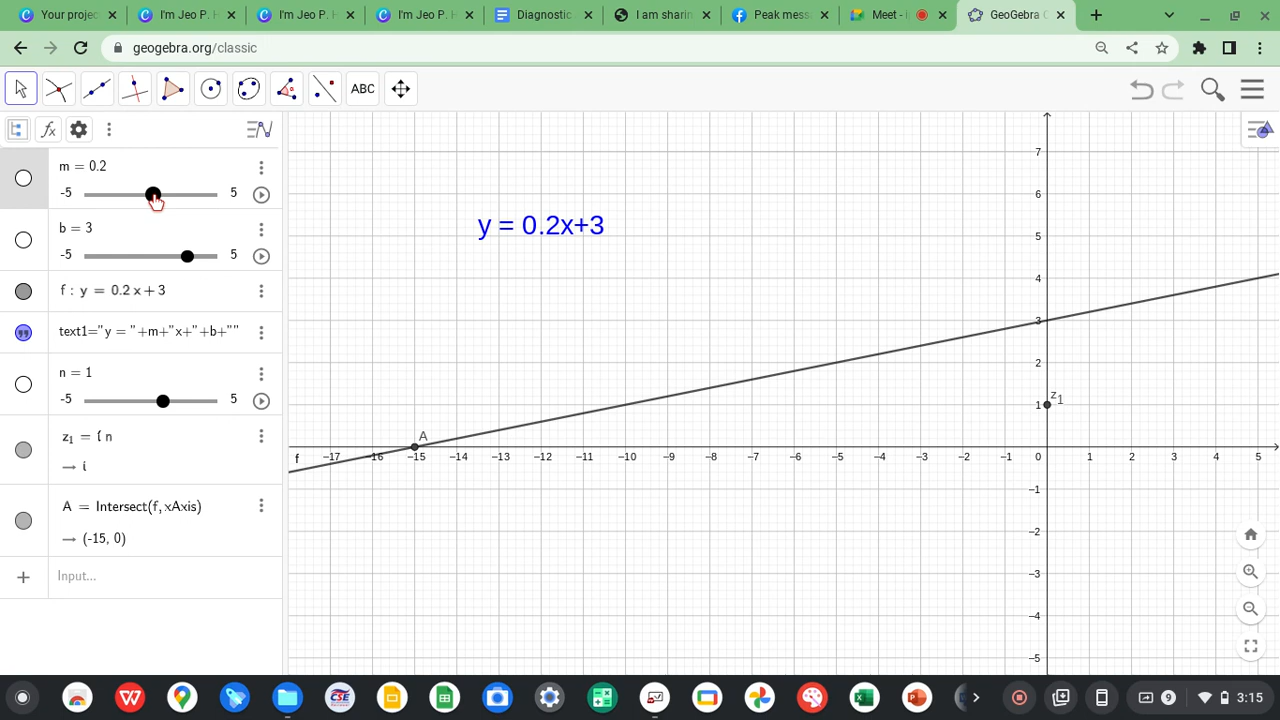 Your projec
I'm Jeo P. H
I'm Jeo P. H
I'm Jeo P. H
Diagnostic
I am sharin
Peak mess
Meet -
GeoGebra C
geogebra.org/classic
ABC
fx
m = 0.2
-5 5
b = 3
-5 5
f : y = 0.2 x + 3
text1="y = "+m+"x+"+b+""
n = 1
-5 5
z1 = i n
→ i
A = Intersect(f, xAxis)
→ (-15, 0)
+ Input...
y = 0.2x+3
7
6
5
4
3
2
1
z1
A
f
-17 -16 -15 -14 -13 -12 -11 -10 -9 -8 -7 -6 -5 -4 -3 -2 -1 0 1 2 3 4 5
-1
-2
-3
-4
-5
CSE
9
3:15